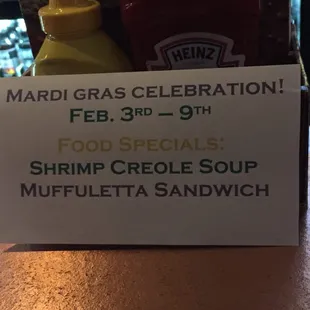 HEINZ
Mardi Gras Celebration!
Feb. 3rd – 9th
Food Specials:
Shrimp Creole Soup
Muffuletta Sandwich